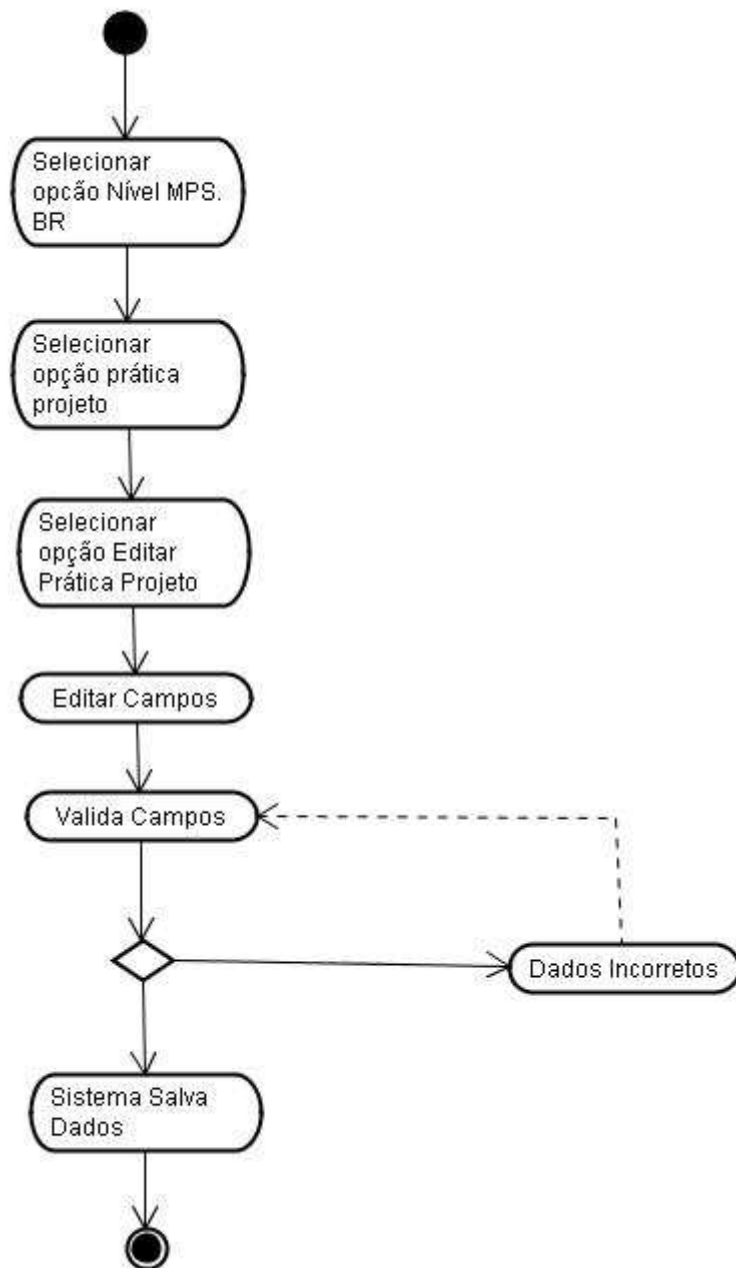 Selecionar
opcão Nível MPS.
BR
Selecionar
opção prática
projeto
Selecionar
opção Editar
Prática Projeto
Editar Campos
Valida Campos
Dados Incorretos
Sistema Salva
Dados